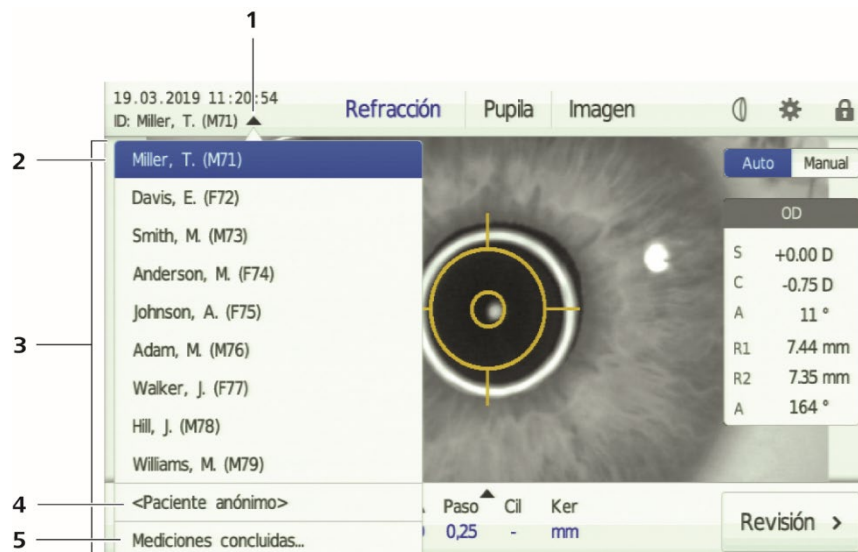 1
19.03.2019 11:20:54
ID: Miller, T. (M71)
Refracción Pupila Imagen
2
Miller, T. (M71)
Auto Manual
Davis, E. (F72)
OD
Smith, M. (M73)
S +0.00 D
Anderson, M. (F74)
C -0.75 D
3
Johnson, A. (F75)
A 11 °
Adam, M. (M76)
R1 7.44 mm
Walker, J. (F77)
R2 7.35 mm
Hill, J. (M78)
A 164 °
Williams, M. (M79)
4
<Paciente anónimo>
Paso Cil Ker
0,25 - mm
Revisión >
5
Mediciones concluidas...